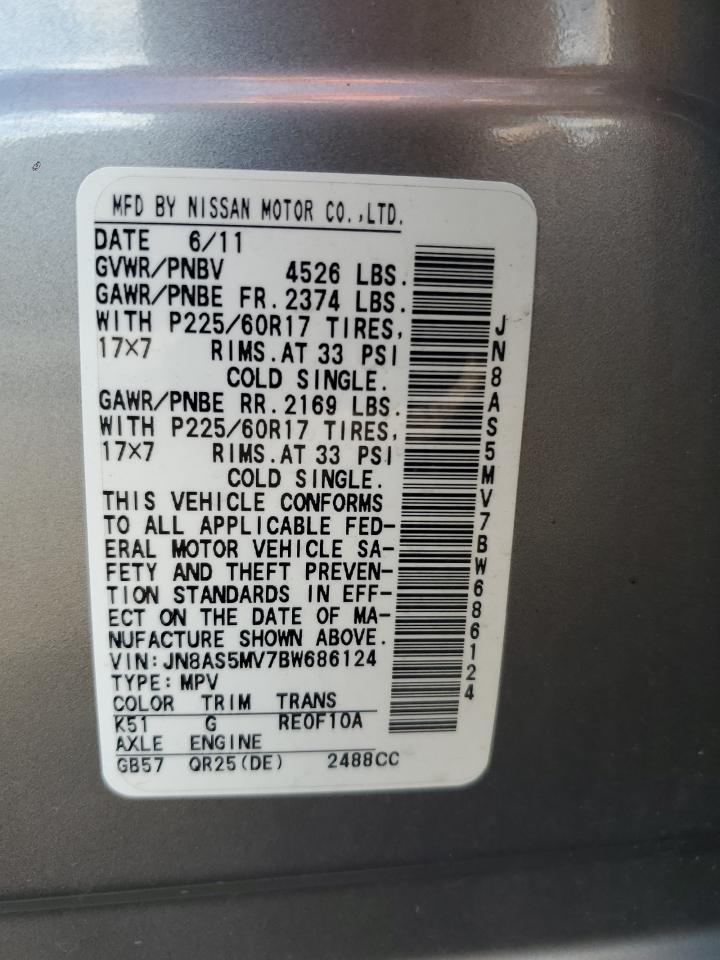 MFD BY NISSAN MOTOR CO.,LTD.
DATE 6/11
GVWR/PNBV 4526 LBS.
GAWR/PNBE FR.2374 LBS.
WITH P225/60R17 TIRES,
17×7 RIMS.AT 33 PSI
COLD SINGLE.
GAWR/PNBE RR.2169 LBS.
WITH P225/60R17 TIRES,
17×7 RIMS.AT 33 PSI
COLD SINGLE.
THIS VEHICLE CONFORMS
TO ALL APPLICABLE FED-
ERAL MOTOR VEHICLE SA-
FETY AND THEFT PREVEN-
TION STANDARDS IN EFF-
ECT ON THE DATE OF MA-
NUFACTURE SHOWN ABOVE.
VIN:JN8AS5MV7BW686124
TYPE:MPV
COLOR TRIM TRANS
K51 G RE0F10A
AXLE ENGINE
GB57 QR25(DE) 2488CC
JN8AS5MV7BW686124